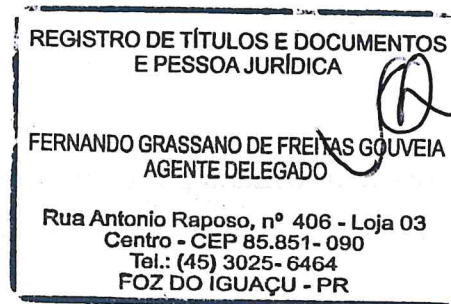 REGISTRO DE TÍTULOS E DOCUMENTOS
E PESSOA JURÍDICA
FERNANDO GRASSANO DE FREITAS GOUVEIA
AGENTE DELEGADO
Rua Antonio Raposo, nº 406 - Loja 03
Centro - CEP 85.851-090
Tel.: (45) 3025-6464
FOZ DO IGUAÇU - PR